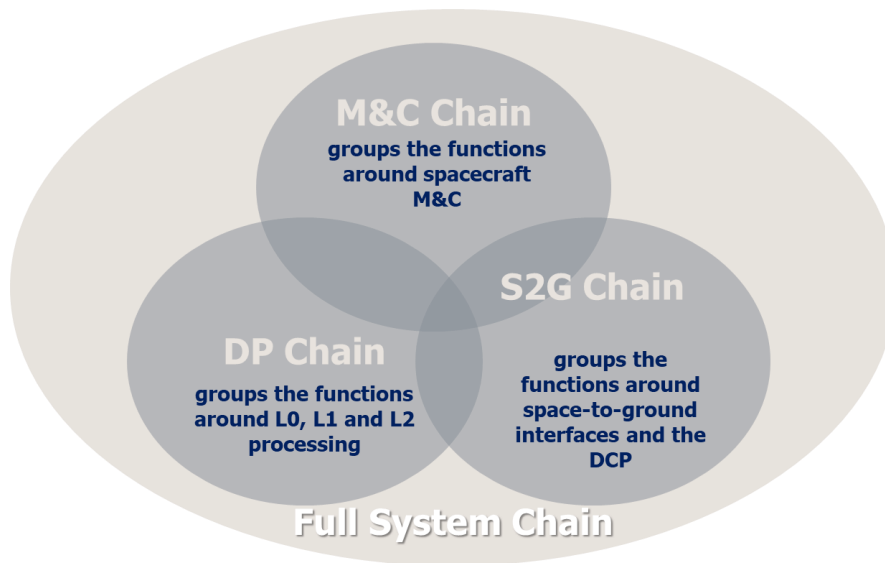 M&C Chain
groups the functions
around spacecraft
M&C
S2G Chain
groups the
functions around
space-to-ground
interfaces and the
DCP
DP Chain
groups the functions
around L0, L1 and L2
processing
Full System Chain